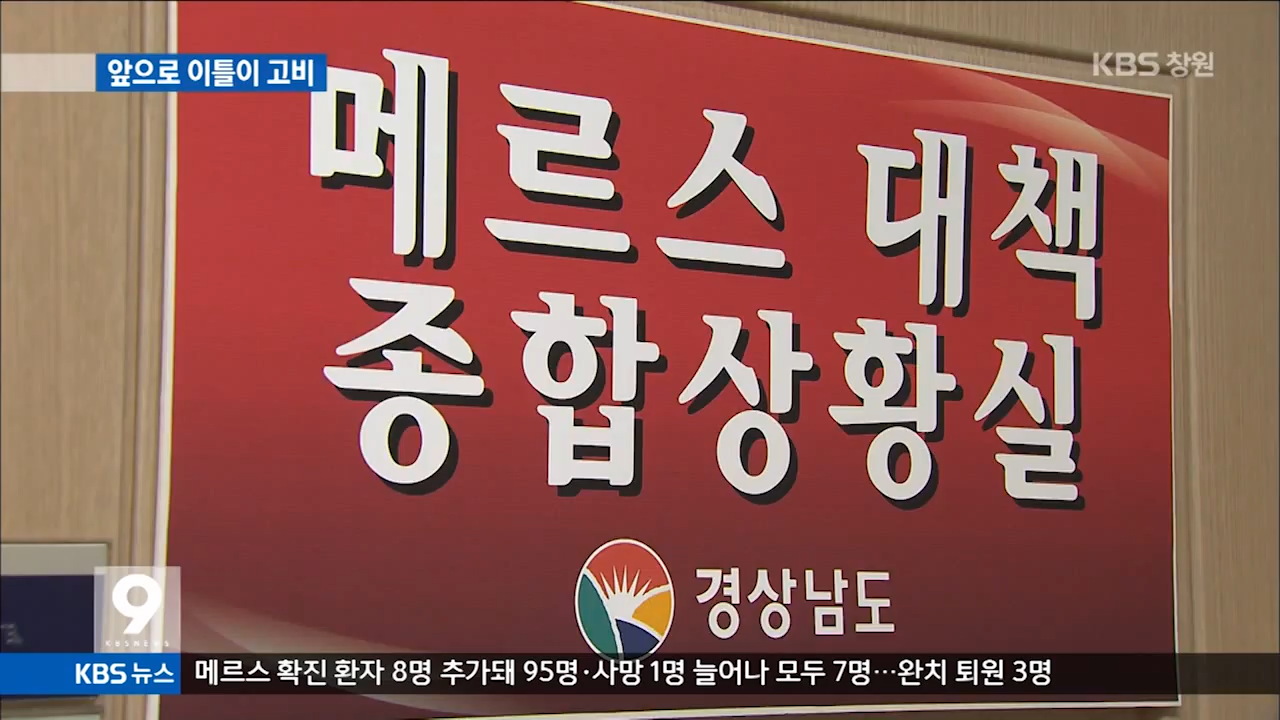 앞으로 이틀이 고비
KBS 창원
메르스 대책
종합상황실
경상남도
9
KBS NEWS
KBS 뉴스
메르스 확진 환자 8명 추가돼 95명·사망 1명 늘어나 모두 7명…완치 퇴원 3명